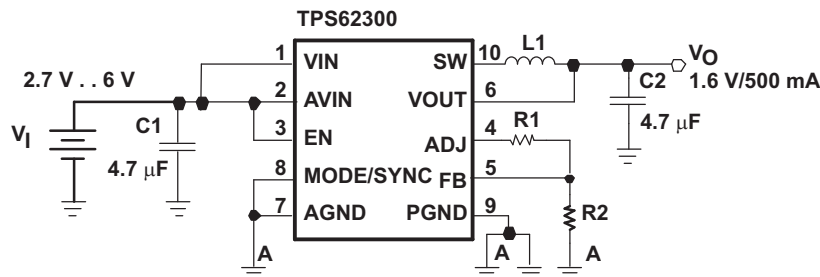 TPS62300
2.7 V . . 6 V
VI
C1
4.7 μF
1 VIN
2 AVIN
3 EN
8 MODE/SYNC
7 AGND
A
SW 10
VOUT 6
ADJ 4
FB 5
PGND 9
L1
R1
R2
A
A
C2
4.7 μF
VO
1.6 V/500 mA